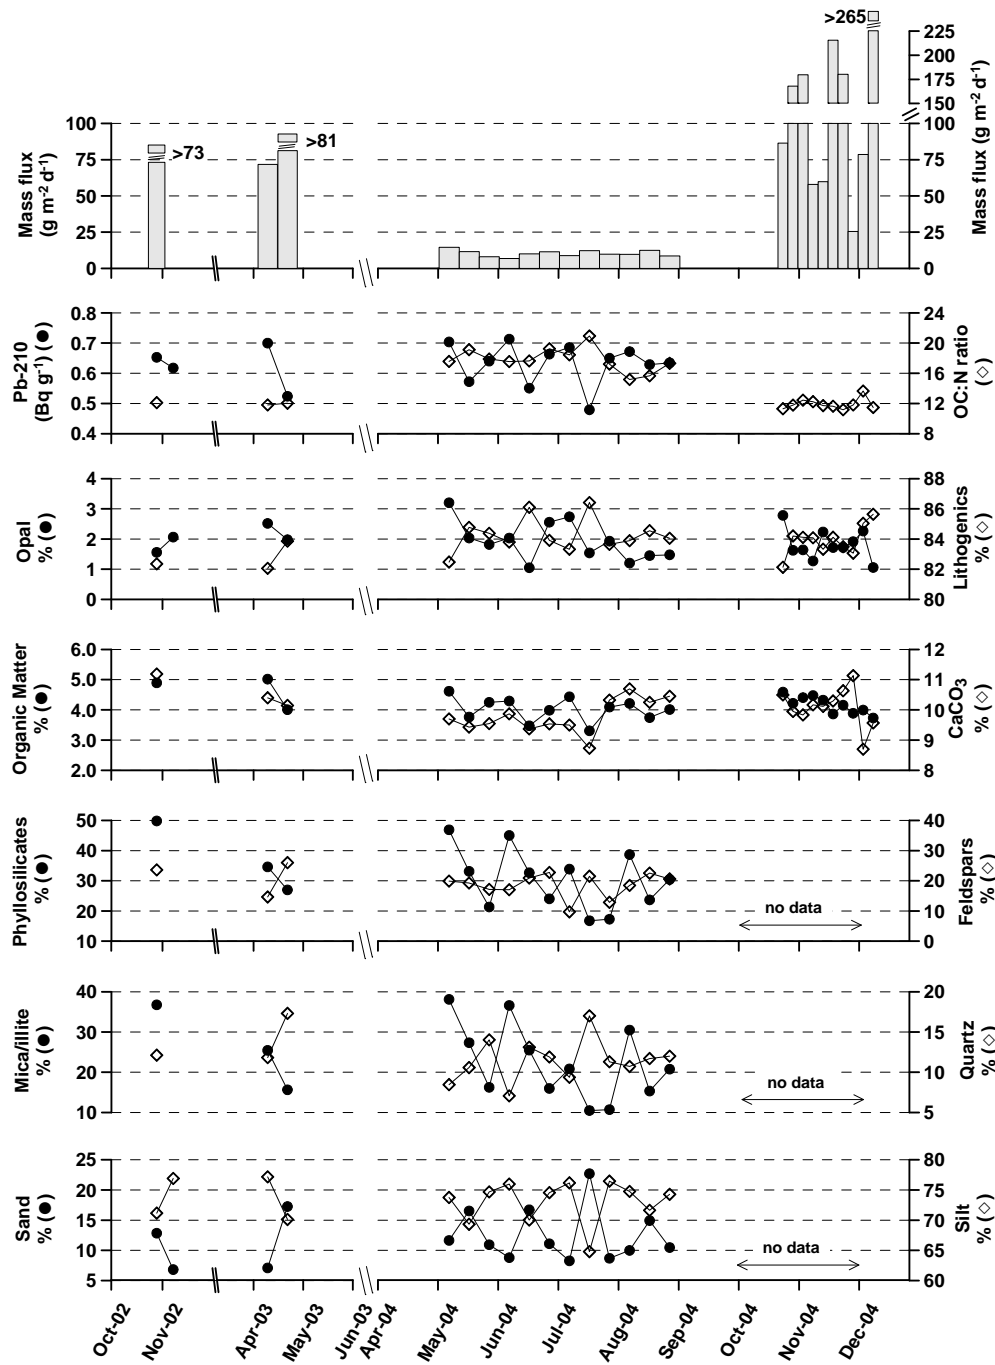 >265
225
200
175
150
100
75
50
25
0
Mass flux (g m-2 d-1)
100
75
50
25
0
Mass flux
(g m-2 d-1)
>73
>81
0.8
0.7
0.6
0.5
0.4
Pb-210
(Bq g-1) (●)
24
20
16
12
8
OC:N ratio
(◇)
4
3
2
1
0
Opal
% (●)
88
86
84
82
80
Lithogenics
% (◇)
6.0
5.0
4.0
3.0
2.0
Organic Matter
% (●)
12
11
10
9
8
CaCO3
% (◇)
50
40
30
20
10
Phyllosilicates
% (●)
no data
40
30
20
10
0
Feldspars
% (◇)
40
30
20
10
Mica/illite
% (●)
no data
20
15
10
5
Quartz
% (◇)
25
20
15
10
5
Sand
% (●)
no data
80
75
70
65
60
Silt
% (◇)
Oct-02
Nov-02
Apr-03
May-03
Jun-03
Apr-04
May-04
Jun-04
Jul-04
Aug-04
Sep-04
Oct-04
Nov-04
Dec-04